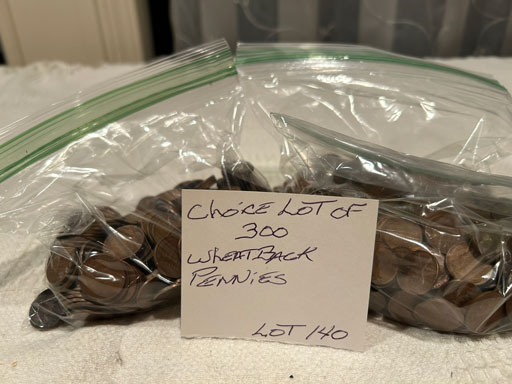 CHOICE LOT OF
300
WHEATBACK
PENNIES
LOT 140